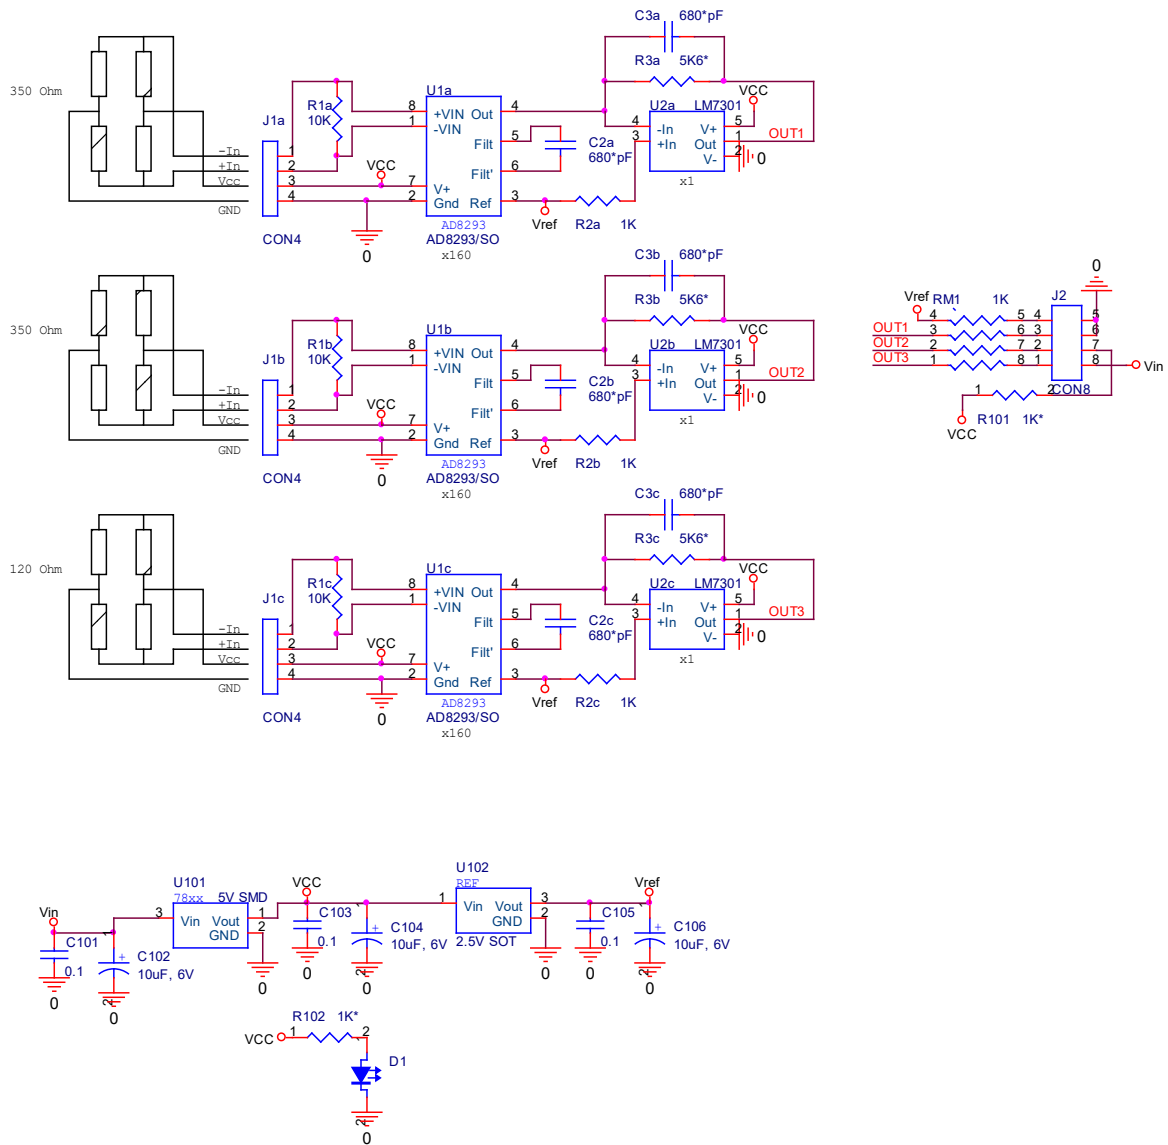 C3a 680*pF
R3a 5K6*
350 Ohm
J1a
R1a
10K
U1a
8 +VIN Out 4
1 -VIN
Filt 5
C2a
680*pF
Filt' 6
VCC
7 V+
2 Gnd Ref 3
AD8293
AD8293/SO
x160
U2a LM7301
VCC
4 -In V+ 5
3 +In Out 1
V- 2
0
OUT1
x1
Vref R2a 1K
-In 1
+In 2
Vcc 3
GND 4
CON4
0
C3b 680*pF
R3b 5K6*
350 Ohm
J1b
R1b
10K
U1b
8 +VIN Out 4
1 -VIN
Filt 5
C2b
680*pF
Filt' 6
VCC
7 V+
2 Gnd Ref 3
AD8293
AD8293/SO
x160
U2b LM7301
VCC
4 -In V+ 5
3 +In Out 1
V- 2
0
OUT2
x1
Vref R2b 1K
-In 1
+In 2
Vcc 3
GND 4
CON4
0
0
Vref RM1 1K J2
4 5 4 5
OUT1 3 6 3 6
OUT2 2 7 2 7
OUT3 1 8 1 8
Vin
CON8
1 2
R101 1K*
VCC
C3c 680*pF
R3c 5K6*
120 Ohm
J1c
R1c
10K
U1c
8 +VIN Out 4
1 -VIN
Filt 5
C2c
680*pF
Filt' 6
VCC
7 V+
2 Gnd Ref 3
AD8293
AD8293/SO
x160
U2c LM7301
VCC
4 -In V+ 5
3 +In Out 1
V- 2
0
OUT3
x1
Vref R2c 1K
-In 1
+In 2
Vcc 3
GND 4
CON4
0
Vin
C101
0.1
0
1
C102
10uF, 6V
2
0
U101
78xx 5V SMD
3 Vin Vout 1
GND 2
0
VCC
C103
0.1
0
1
C104
10uF, 6V
2
0
U102
REF
1 Vin Vout 3
GND 2
2.5V SOT
0
Vref
C105
0.1
0
1
C106
10uF, 6V
2
0
R102 1K*
VCC 1 2
1
D1
2
0